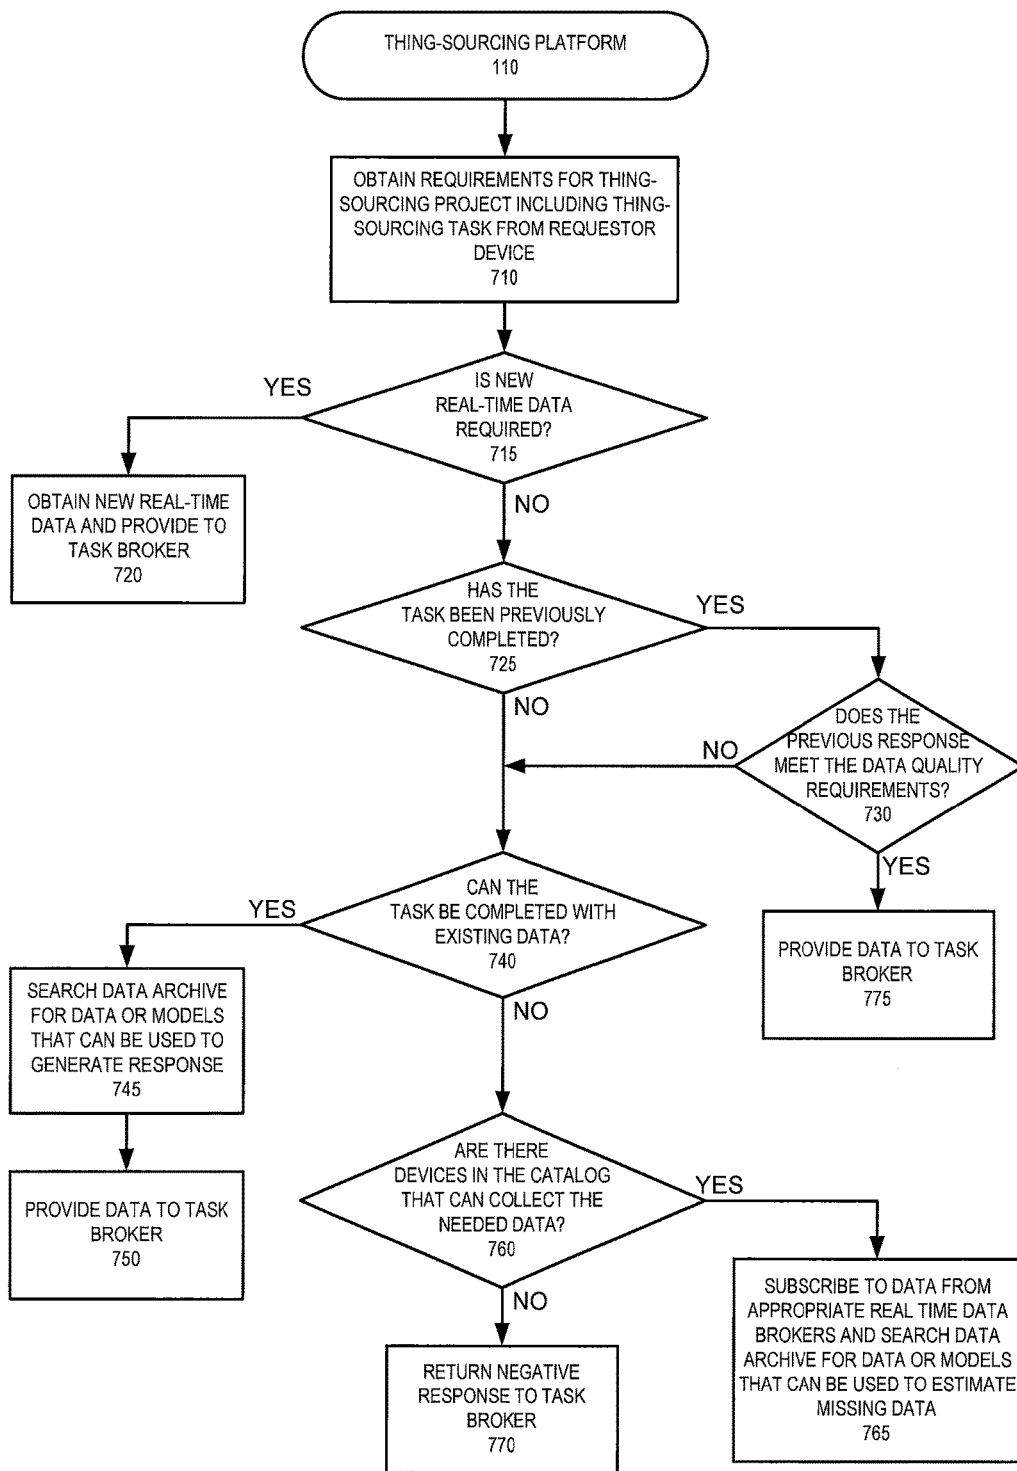 THING-SOURCING PLATFORM
110
OBTAIN REQUIREMENTS FOR THING-
SOURCING PROJECT INCLUDING THING-
SOURCING TASK FROM REQUESTOR
DEVICE
710
YES
IS NEW
REAL-TIME DATA
REQUIRED?
715
NO
OBTAIN NEW REAL-TIME
DATA AND PROVIDE TO
TASK BROKER
720
HAS THE
TASK BEEN PREVIOUSLY
COMPLETED?
725
YES
NO
DOES THE
PREVIOUS RESPONSE
MEET THE DATA QUALITY
REQUIREMENTS?
730
NO
YES
CAN THE
TASK BE COMPLETED WITH
EXISTING DATA?
740
YES
NO
PROVIDE DATA TO TASK
BROKER
775
SEARCH DATA ARCHIVE
FOR DATA OR MODELS
THAT CAN BE USED TO
GENERATE RESPONSE
745
PROVIDE DATA TO TASK
BROKER
750
ARE THERE
DEVICES IN THE CATALOG
THAT CAN COLLECT THE
NEEDED DATA?
760
YES
NO
SUBSCRIBE TO DATA FROM
APPROPRIATE REAL TIME DATA
BROKERS AND SEARCH DATA
ARCHIVE FOR DATA OR MODELS
THAT CAN BE USED TO ESTIMATE
MISSING DATA
765
RETURN NEGATIVE
RESPONSE TO TASK
BROKER
770